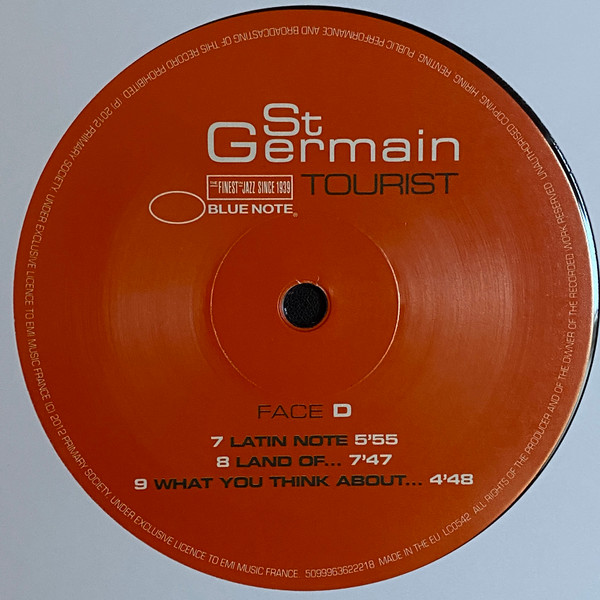 St
Germain
TOURIST
THE FINEST IN JAZZ SINCE 1939
BLUE NOTE®
FACE D
7 LATIN NOTE 5'55
8 LAND OF... 7'47
9 WHAT YOU THINK ABOUT... 4'48
(P) 2012 PRIMARY SOCIETY UNDER EXCLUSIVE LICENCE TO EMI MUSIC FRANCE (C) 2012 PRIMARY SOCIETY UNDER EXCLUSIVE LICENCE TO EMI MUSIC FRANCE. 5099963622218 MADE IN THE EU LC0542 ALL RIGHTS OF THE PRODUCER AND OF THE OWNER OF THE RECORDED WORK RESERVED UNAUTHORISED COPYING, HIRING, RENTING, PUBLIC PERFORMANCE AND BROADCASTING OF THIS RECORD PROHIBITED